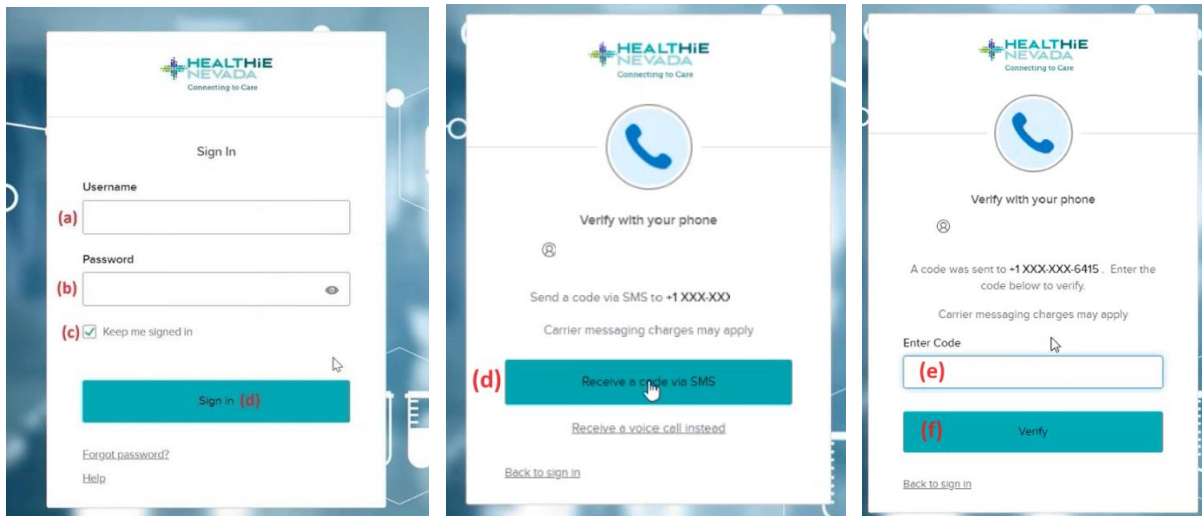 HEALTHiE
NEVADA
Connecting to Care
Sign In
Username
(a)
Password
(b)
(c) Keep me signed in
Sign in (d)
Forgot password?
Help
HEALTHiE
NEVADA
Connecting to Care
Verify with your phone
Send a code via SMS to +1 XXX-XXX
Carrier messaging charges may apply
(d) Receive a code via SMS
Receive a voice call instead
Back to sign in
HEALTHiE
NEVADA
Connecting to Care
Verify with your phone
A code was sent to +1 XXX-XXX-6415 . Enter the
code below to verify.
Carrier messaging charges may apply
Enter Code
(e)
(f) Verify
Back to sign in